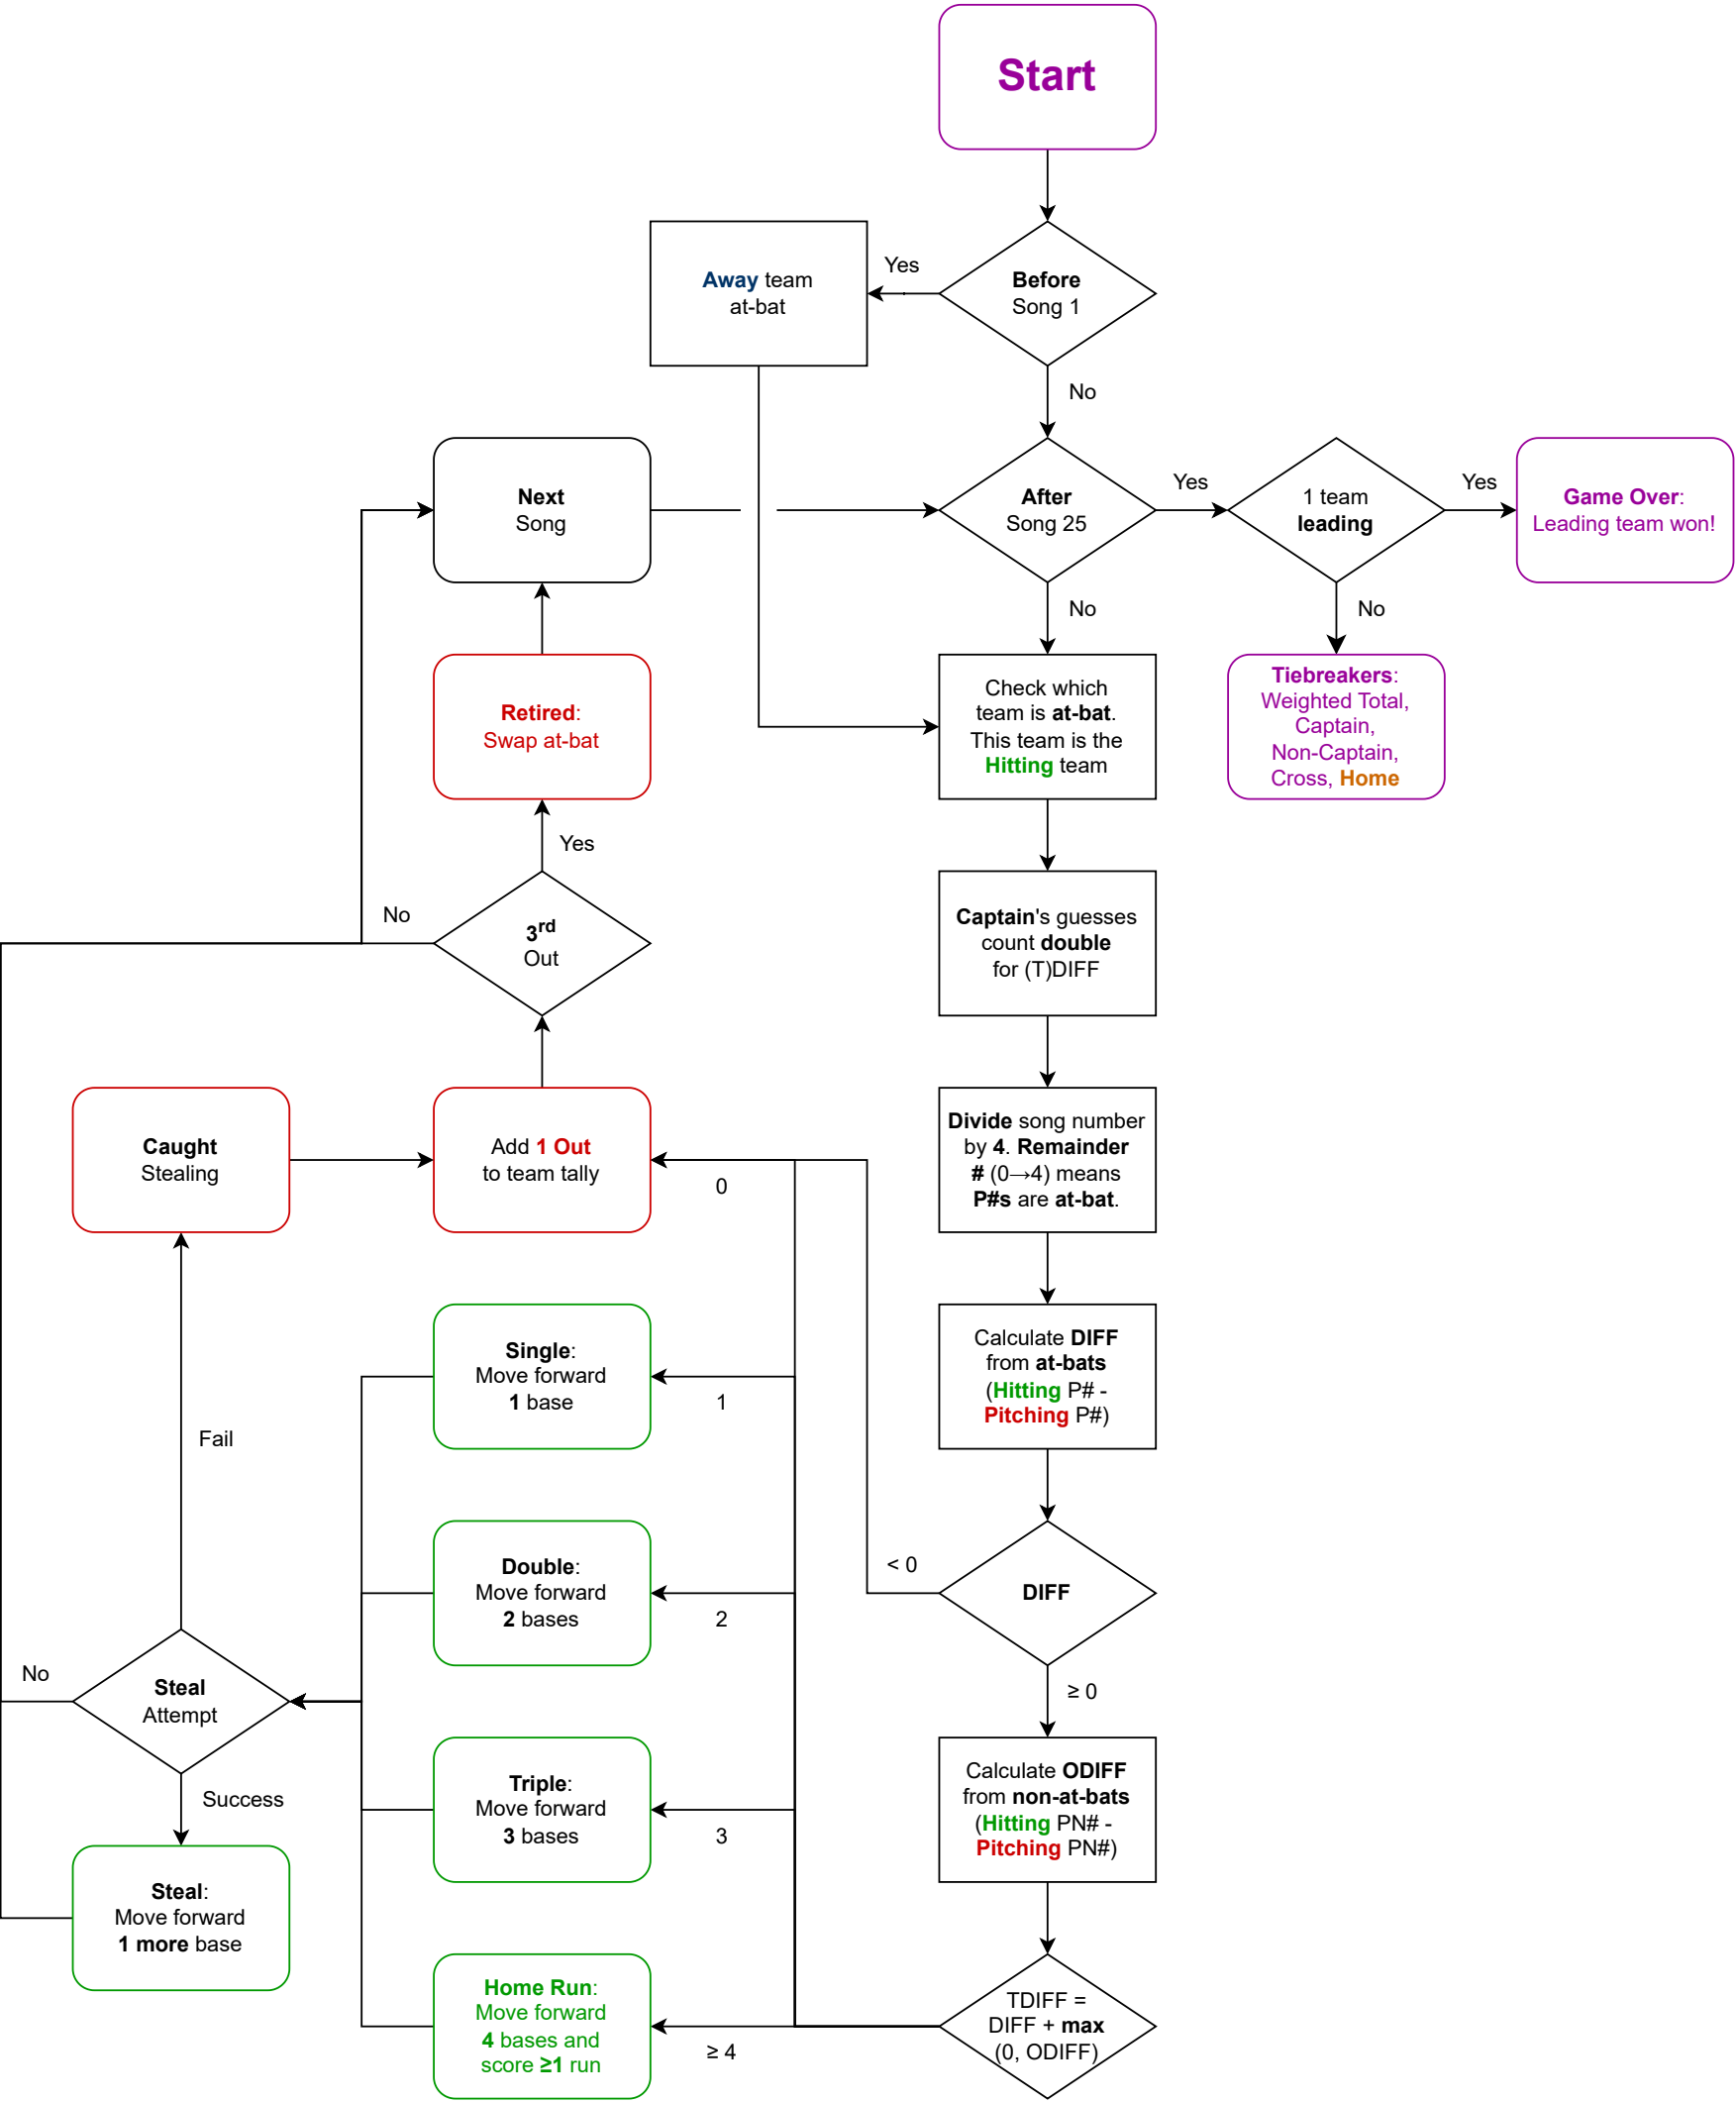 Start
Before
Song 1
Yes
Away team
at-bat
No
Next
Song
After
Song 25
Yes
1 team
leading
Yes
Game Over:
Leading team won!
No
No
Retired:
Swap at-bat
Check which
team is at-bat.
This team is the
Hitting team
Tiebreakers:
Weighted Total,
Captain,
Non-Captain,
Cross, Home
Yes
No
3rd
Out
Captain's guesses
count double
for (T)DIFF
Caught
Stealing
Add 1 Out
to team tally
0
Divide song number
by 4. Remainder
# (0→4) means
P#s are at-bat.
Single:
Move forward
1 base
1
Calculate DIFF
from at-bats
(Hitting P# -
Pitching P#)
Fail
Double:
Move forward
2 bases
2
< 0
DIFF
≥ 0
No
Steal
Attempt
Success
Triple:
Move forward
3 bases
3
Calculate ODIFF
from non-at-bats
(Hitting PN# -
Pitching PN#)
Steal:
Move forward
1 more base
Home Run:
Move forward
4 bases and
score ≥1 run
≥ 4
TDIFF =
DIFF + max
(0, ODIFF)